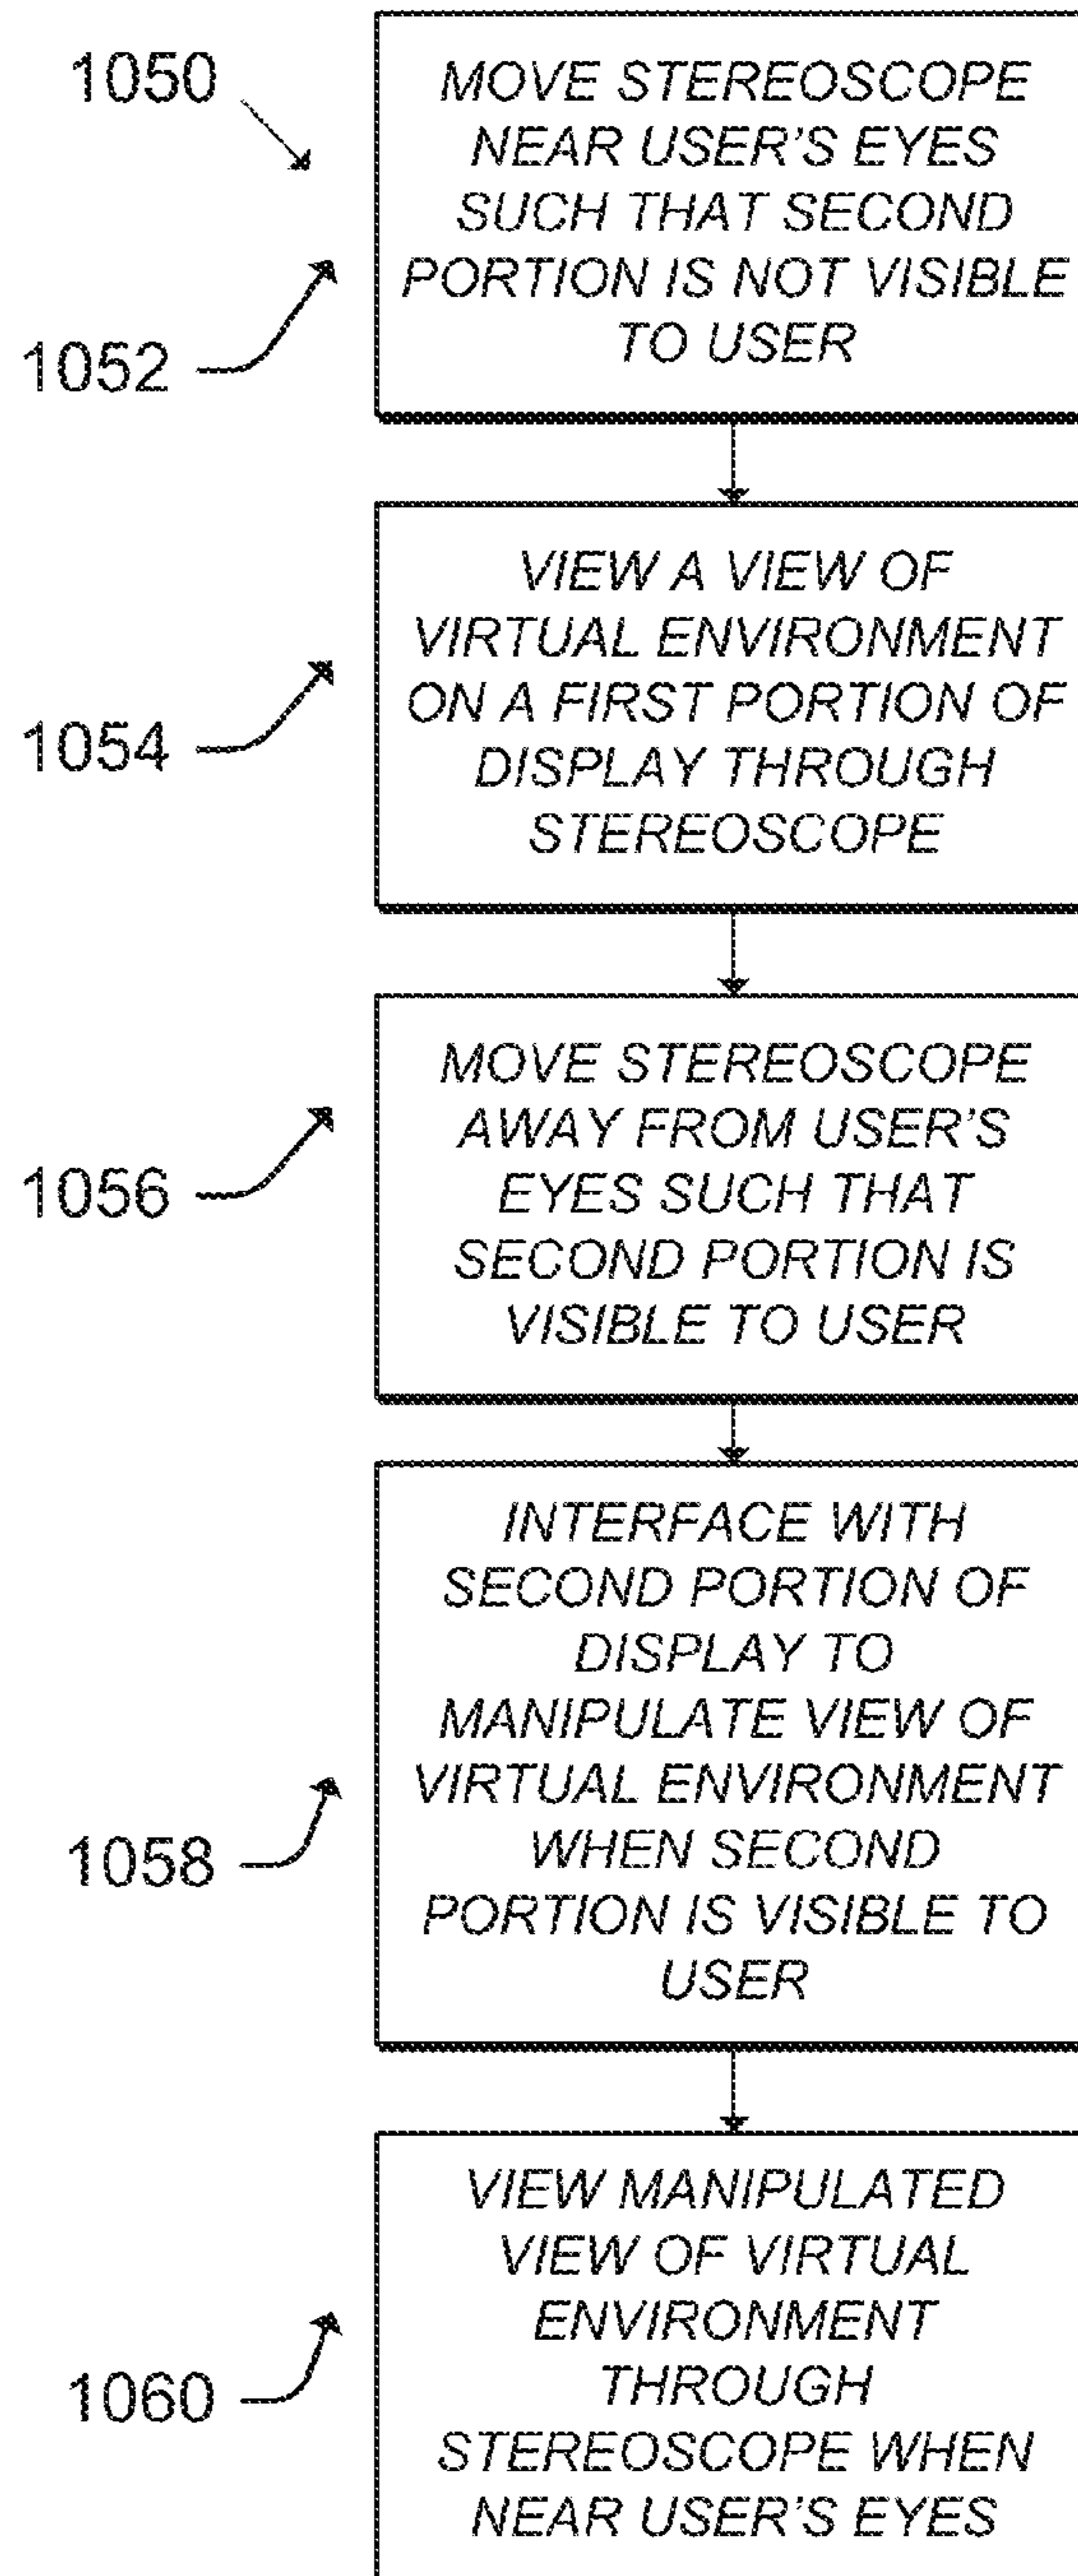 1050
MOVE STEREOSCOPE
NEAR USER'S EYES
SUCH THAT SECOND
PORTION IS NOT VISIBLE
TO USER
1052
VIEW A VIEW OF
VIRTUAL ENVIRONMENT
ON A FIRST PORTION OF
DISPLAY THROUGH
STEREOSCOPE
1054
MOVE STEREOSCOPE
AWAY FROM USER'S
EYES SUCH THAT
SECOND PORTION IS
VISIBLE TO USER
1056
INTERFACE WITH
SECOND PORTION OF
DISPLAY TO
MANIPULATE VIEW OF
VIRTUAL ENVIRONMENT
WHEN SECOND
PORTION IS VISIBLE TO
USER
1058
VIEW MANIPULATED
VIEW OF VIRTUAL
ENVIRONMENT
THROUGH
STEREOSCOPE WHEN
NEAR USER'S EYES
1060